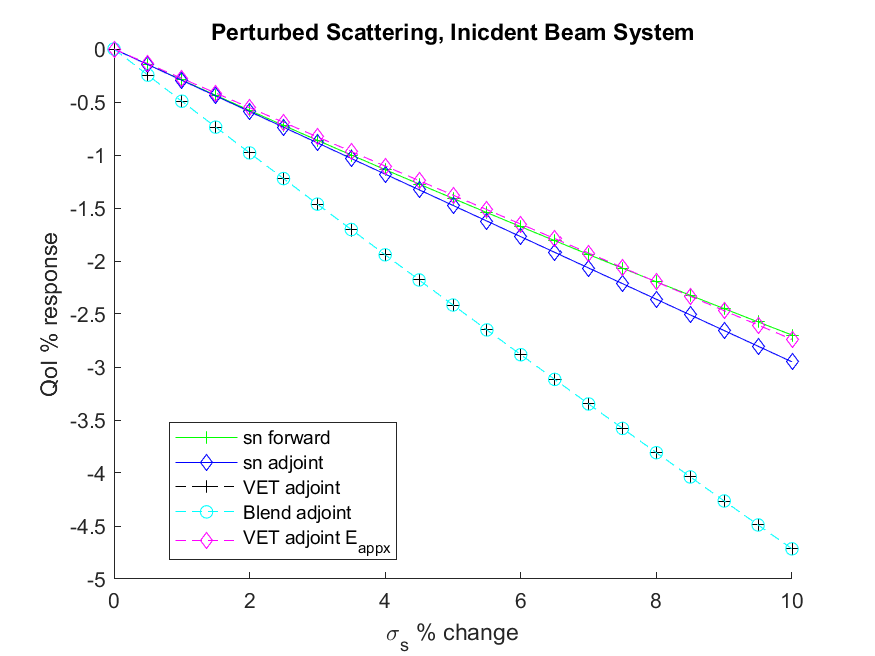 Perturbed Scattering, Inicdent Beam System
0
-0.5
-1
-1.5
-2
-2.5
-3
-3.5
-4
-4.5
-5
QoI % response
sn forward
sn adjoint
VET adjoint
Blend adjoint
VET adjoint E_appx
0 2 4 6 8 10
σ_s % change